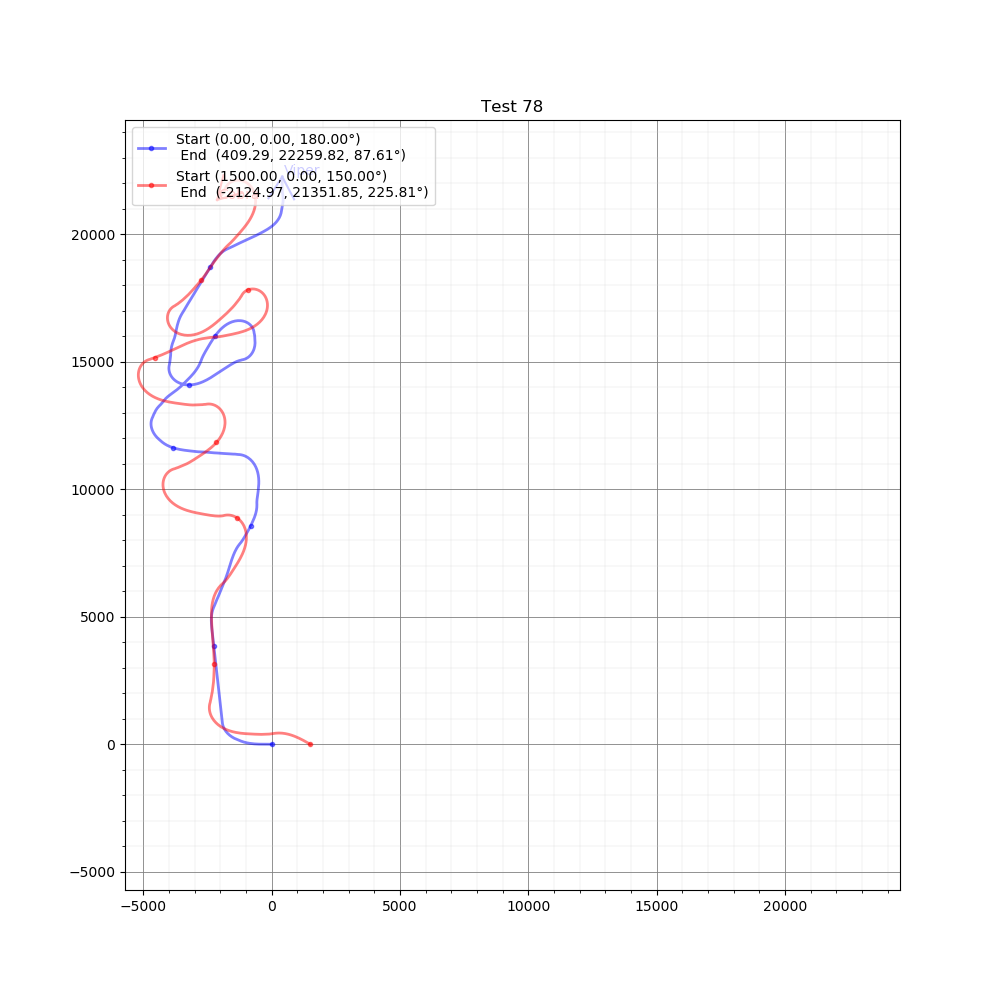 Test 78
Start (0.00, 0.00, 180.00°)
End (409.29, 22259.82, 87.61°)
Start (1500.00, 0.00, 150.00°)
End (-2124.97, 21351.85, 225.81°)
Viper
20000
15000
10000
5000
0
−5000
−5000
0
5000
10000
15000
20000